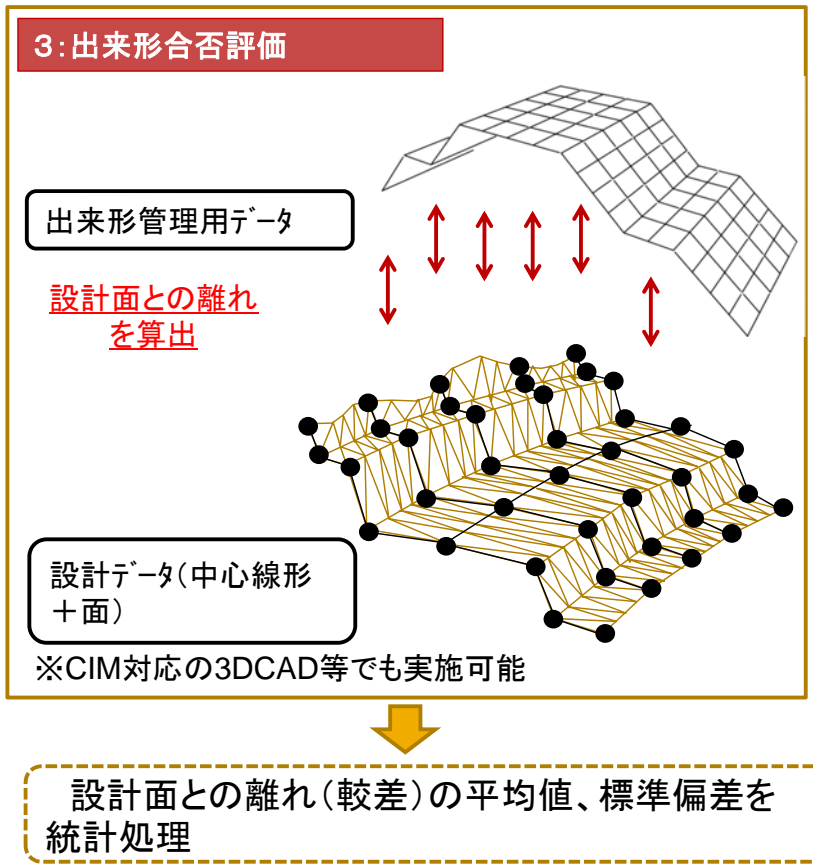 ３：出来形合否評価
出来形管理用ﾃﾞｰﾀ
設計面との離れ
を算出
設計ﾃﾞｰﾀ（中心線形
＋面）
※CIM対応の3DCAD等でも実施可能
設計面との離れ（較差）の平均値、標準偏差を
統計処理